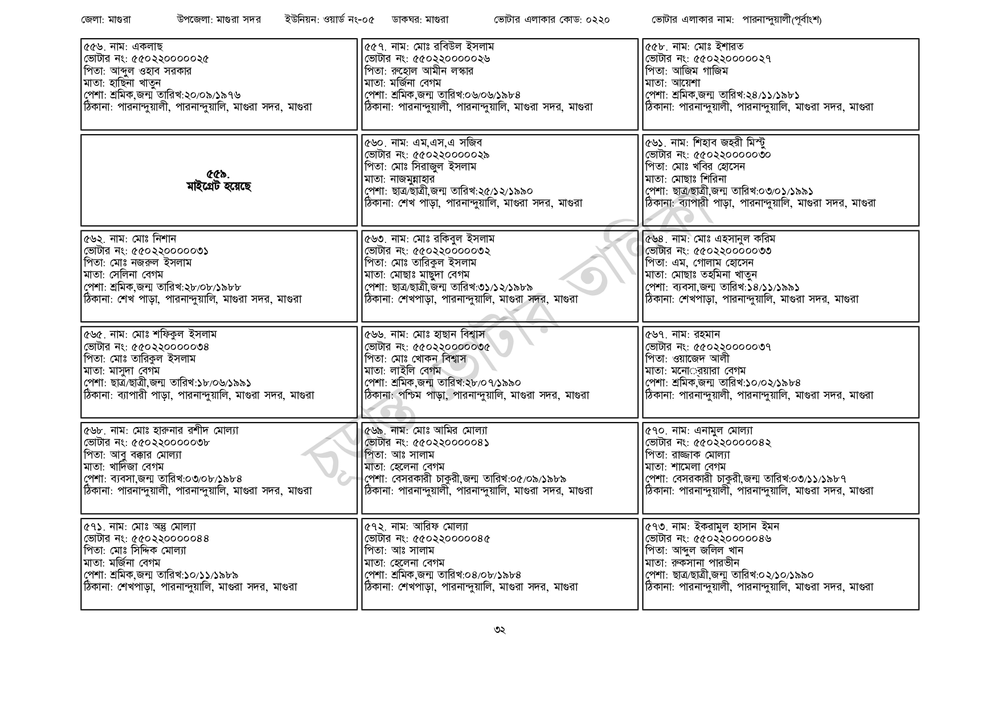 জেলা: মাগুরা উপজেলা: মাগুরা সদর ইউনিয়ন: ওয়ার্ড নং-০৫ ডাকঘর: মাগুরা ভোটার এলাকার কোড: ০২২০ ভোটার এলাকার নাম: পারনান্দুয়ালী(পূর্বাংশ)
৫৫৬. নাম: একলাছ
ভোটার নং: ৫৫০২২০০০০০২৫
পিতা: আব্দুল ওহাব সরকার
মাতা: হাছিনা খাতুন
পেশা: শ্রমিক,জন্ম তারিখ:২০/০৯/১৯৭৬
ঠিকানা: পারনান্দুয়ালী, পারনান্দুয়ালি, মাগুরা সদর, মাগুরা
৫৫৭. নাম: মোঃ রবিউল ইসলাম
ভোটার নং: ৫৫০২২০০০০০২৬
পিতা: রুহোল আমীন লস্কার
মাতা: মর্জিনা বেগম
পেশা: শ্রমিক,জন্ম তারিখ:০৬/০৬/১৯৮৪
ঠিকানা: পারনান্দুয়ালী, পারনান্দুয়ালি, মাগুরা সদর, মাগুরা
৫৫৮. নাম: মোঃ ইশারত
ভোটার নং: ৫৫০২২০০০০০২৭
পিতা: আজিম গাজিম
মাতা: আয়েশা
পেশা: শ্রমিক,জন্ম তারিখ:২৪/১১/১৯৮১
ঠিকানা: পারনান্দুয়ালী, পারনান্দুয়ালি, মাগুরা সদর, মাগুরা
৫৫৯.
মাইগ্রেট হয়েছে
৫৬০. নাম: এম,এস,এ সজিব
ভোটার নং: ৫৫০২২০০০০০২৯
পিতা: মোঃ সিরাজুল ইসলাম
মাতা: নাজমুন্নাহার
পেশা: ছাত্র/ছাত্রী,জন্ম তারিখ:২৫/১২/১৯৯০
ঠিকানা: শেখ পাড়া, পারনান্দুয়ালি, মাগুরা সদর, মাগুরা
৫৬১. নাম: শিহাব জহরী মিস্টু
ভোটার নং: ৫৫০২২০০০০০৩০
পিতা: মোঃ খবির হোসেন
মাতা: মোছাঃ শিরিনা
পেশা: ছাত্র/ছাত্রী,জন্ম তারিখ:০৩/০১/১৯৯১
ঠিকানা: ব্যাপারী পাড়া, পারনান্দুয়ালি, মাগুরা সদর, মাগুরা
৫৬২. নাম: মোঃ নিশান
ভোটার নং: ৫৫০২২০০০০০৩১
পিতা: মোঃ নজরুল ইসলাম
মাতা: সেলিনা বেগম
পেশা: শ্রমিক,জন্ম তারিখ:২৮/০৮/১৯৮৮
ঠিকানা: শেখ পাড়া, পারনান্দুয়ালি, মাগুরা সদর, মাগুরা
৫৬৩. নাম: মোঃ রকিবুল ইসলাম
ভোটার নং: ৫৫০২২০০০০০৩২
পিতা: মোঃ তারিকুল ইসলাম
মাতা: মোছাঃ মাছুদা বেগম
পেশা: ছাত্র/ছাত্রী,জন্ম তারিখ:৩১/১২/১৯৮৯
ঠিকানা: শেখপাড়া, পারনান্দুয়ালি, মাগুরা সদর, মাগুরা
৫৬৪. নাম: মোঃ এহসানুল করিম
ভোটার নং: ৫৫০২২০০০০০৩৩
পিতা: এম, গোলাম হোসেন
মাতা: মোছাঃ তহমিনা খাতুন
পেশা: ব্যবসা,জন্ম তারিখ:১৪/১১/১৯৯১
ঠিকানা: শেখপাড়া, পারনান্দুয়ালি, মাগুরা সদর, মাগুরা
৫৬৫. নাম: মোঃ শফিকুল ইসলাম
ভোটার নং: ৫৫০২২০০০০০৩৪
পিতা: মোঃ তারিকুল ইসলাম
মাতা: মাসুদা বেগম
পেশা: ছাত্র/ছাত্রী,জন্ম তারিখ:১৮/০৬/১৯৯১
ঠিকানা: ব্যাপারী পাড়া, পারনান্দুয়ালি, মাগুরা সদর, মাগুরা
৫৬৬. নাম: মোঃ হাছান বিশ্বাস
ভোটার নং: ৫৫০২২০০০০০৩৫
পিতা: মোঃ খোকন বিশ্বাস
মাতা: লাইলি বেগম
পেশা: শ্রমিক,জন্ম তারিখ:২৮/০৭/১৯৯০
ঠিকানা: পশ্চিম পাড়া, পারনান্দুয়ালি, মাগুরা সদর, মাগুরা
৫৬৭. নাম: রহমান
ভোটার নং: ৫৫০২২০০০০০৩৭
পিতা: ওয়াজেদ আলী
মাতা: বেগম
পেশা: শ্রমিক,জন্ম তারিখ:১০/০২/১৯৮৪
ঠিকানা: পারনান্দুয়ালী, পারনান্দুয়ালি, মাগুরা সদর, মাগুরা
৫৬৮. নাম: মোঃ হারুনার রশীদ মোল্যা
ভোটার নং: ৫৫০২২০০০০০৩৮
পিতা: আবু বক্কার মোল্যা
মাতা: খাদিজা বেগম
পেশা: ব্যবসা,জন্ম তারিখ:০৩/০৮/১৯৮৪
ঠিকানা: পারনান্দুয়ালী, পারনান্দুয়ালি, মাগুরা সদর, মাগুরা
৫৬৯. নাম: মোঃ আমির মোল্যা
ভোটার নং: ৫৫০২২০০০০০৪১
পিতা: আঃ সালাম
মাতা: হেলেনা বেগম
পেশা: বেসরকারী চাকুরী,জন্ম তারিখ:০৫/০৯/১৯৮৯
ঠিকানা: পারনান্দুয়ালী, পারনান্দুয়ালি, মাগুরা সদর, মাগুরা
৫৭০. নাম: এনামুল মোল্যা
ভোটার নং: ৫৫০২২০০০০০৪২
পিতা: রাজ্জাক মোল্যা
মাতা: শামেলা বেগম
পেশা: বেসরকারী চাকুরী,জন্ম তারিখ:০৩/১১/১৯৮৭
ঠিকানা: পারনান্দুয়ালী, পারনান্দুয়ালি, মাগুরা সদর, মাগুরা
৫৭১. নাম: মোঃ অন্তু মোল্যা
ভোটার নং: ৫৫০২২০০০০০৪৪
পিতা: মোঃ সিদ্দিক মোল্যা
মাতা: মর্জিনা বেগম
পেশা: শ্রমিক,জন্ম তারিখ:১০/১১/১৯৮৯
ঠিকানা: শেখপাড়া, পারনান্দুয়ালি, মাগুরা সদর, মাগুরা
৫৭২. নাম: আরিফ মোল্যা
ভোটার নং: ৫৫০২২০০০০০৪৫
পিতা: আঃ সালাম
মাতা: হেলেনা বেগম
পেশা: শ্রমিক,জন্ম তারিখ:০৪/০৮/১৯৮৪
ঠিকানা: শেখপাড়া, পারনান্দুয়ালি, মাগুরা সদর, মাগুরা
৫৭৩. নাম: ইকরামুল হাসান ইমন
ভোটার নং: ৫৫০২২০০০০০৪৬
পিতা: আব্দুল জলিল খান
মাতা: রুকসানা পারভীন
পেশা: ছাত্র/ছাত্রী,জন্ম তারিখ:০২/১০/১৯৯০
ঠিকানা: পারনান্দুয়ালী, পারনান্দুয়ালি, মাগুরা সদর, মাগুরা
চূড়ান্ত ভোটার তালিকা
৩২